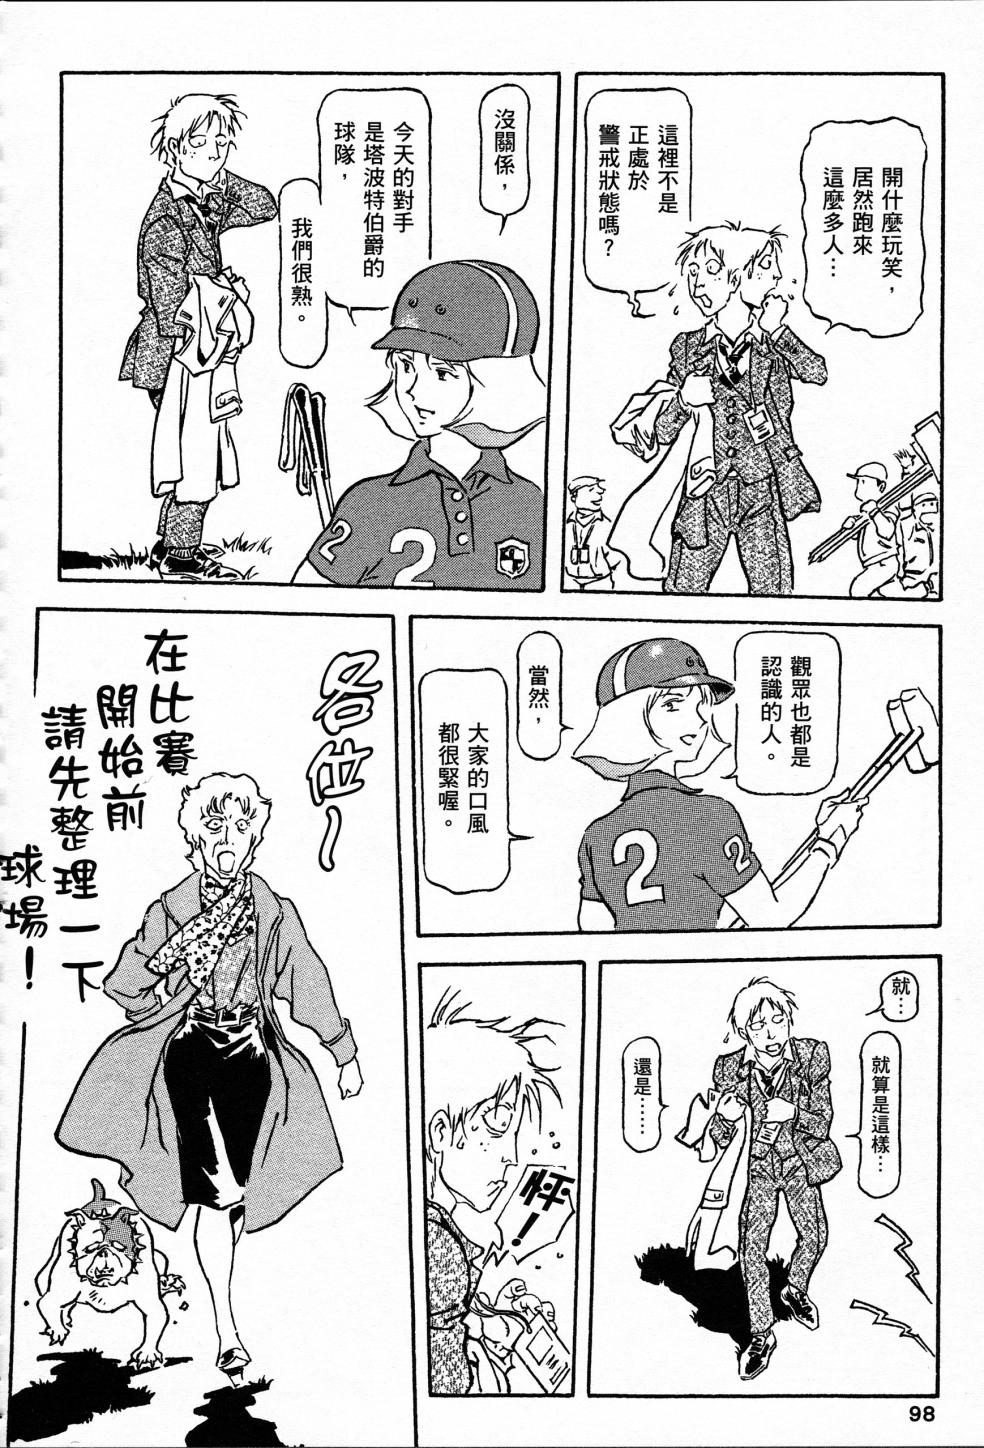 開什麼玩笑，
居然跑來
這麼多人…
這裡不是
正處於
警戒狀態嗎？
沒關係，
今天的對手
是塔波特伯爵的
球隊，
我們很熟。
2
2
觀眾也都是
認識的人。
當然，
大家的口風
都很緊喔。
2
2
就…
就算是這樣…
還是……
怦！
各位～
在比賽
開始前
請先整理一下
球場！
98